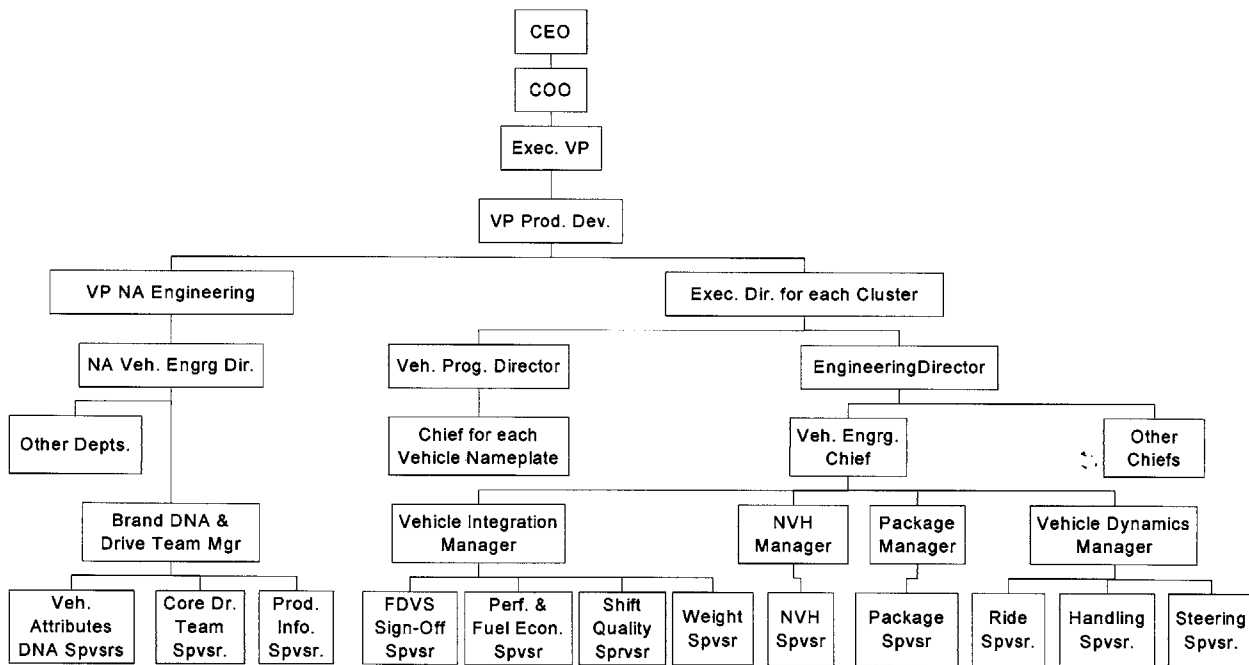 CEO
COO
Exec. VP
VP Prod. Dev.
VP NA Engineering
Exec. Dir. for each Cluster
NA Veh. Engrg Dir.
Veh. Prog. Director
EngineeringDirector
Other Depts.
Chief for each
Vehicle Nameplate
Veh. Engrg.
Chief
Other
Chiefs
Brand DNA &
Drive Team Mgr
Vehicle Integration
Manager
NVH
Manager
Package
Manager
Vehicle Dynamics
Manager
Veh.
Attributes
DNA Spvsrs
Core Dr.
Team
Spvsr.
Prod.
Info.
Spvsr.
FDVS
Sign-Off
Spvsr
Perf. &
Fuel Econ.
Spvsr
Shift
Quality
Sprvsr
Weight
Spvsr
NVH
Spvsr
Package
Spvsr
Ride
Spvsr.
Handling
Spvsr.
Steering
Spvsr.